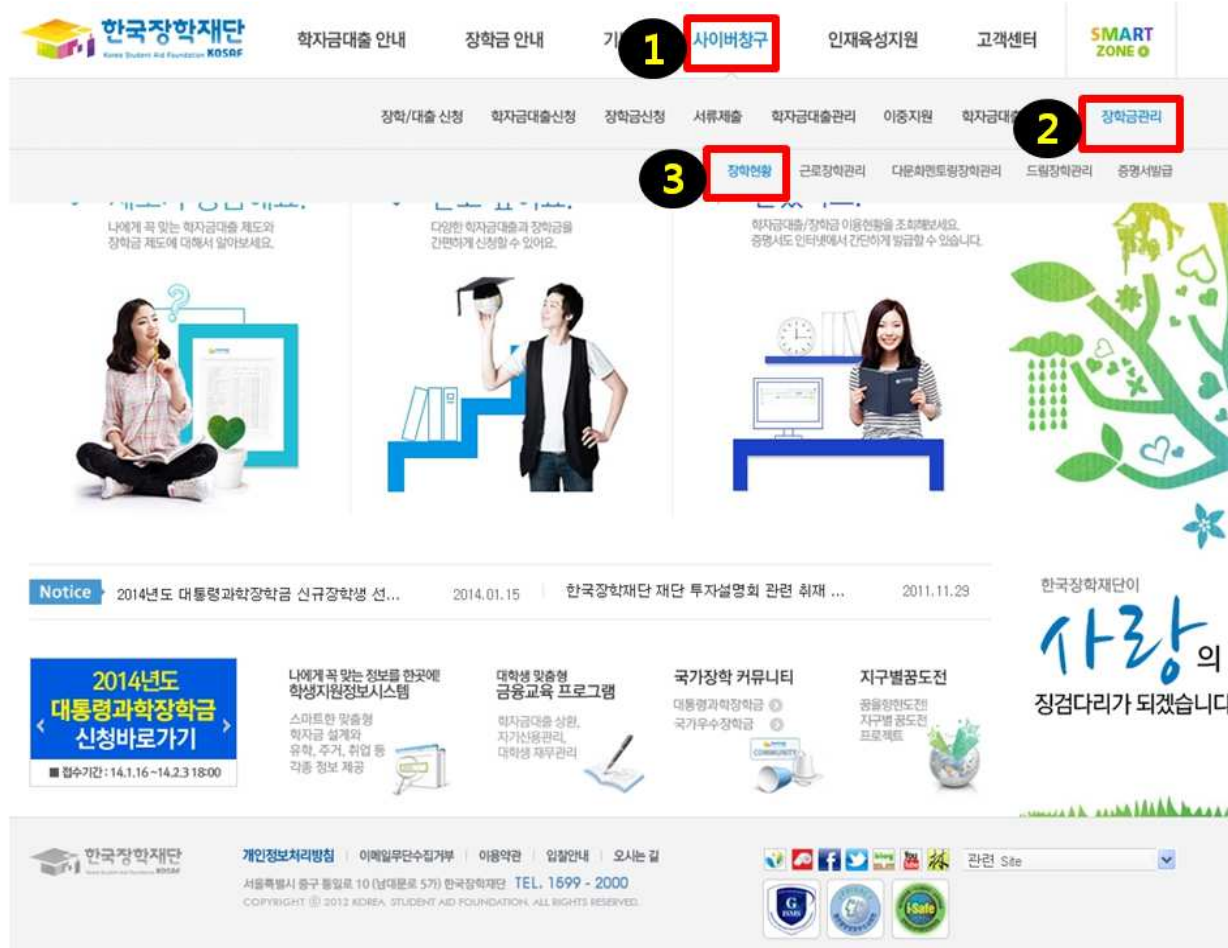 한국장학재단
Korea Student Aid Foundation KOSAF
학자금대출 안내
장학금 안내
1
사이버창구
인재육성지원
고객센터
SMART
ZONE
장학/대출 신청
학자금대출신청
장학금신청
서류제출
학자금대출관리
이중지원
2
장학금관리
3
장학현황
근로장학관리
다문화멘토링장학관리
드림장학관리
증명서발급
나에게 꼭 맞는 학자금대출 제도와
장학금 제도에 대해서 알아보세요.
다양한 학자금대출과 장학금을
간편하게 신청할 수 있어요.
학자금대출/장학금 이용현황을 조회해보세요.
증명서도 인터넷에서 간단하게 발급할 수 있습니다.
Notice
2014년도 대통령과학장학금 신규장학생 선...
2014.01.15
한국장학재단 재단 투자설명회 관련 취재 ...
2011.11.29
한국장학재단이
사랑의
징검다리가 되겠습니다
2014년도
대통령과학장학금
신청바로가기
■ 접수기간 : 14.1.16 ~14.2.3 18:00
나에게 꼭 맞는 정보를 한곳에!
학생지원정보시스템
스마트한 맞춤형
학자금 설계와
유학, 주거, 취업 등
각종 정보 제공
대학생 맞춤형
금융교육 프로그램
학자금대출 상환,
자기신용관리,
대학생 재무관리
국가장학 커뮤니티
대통령과학장학금
국가우수장학금
COMMUNITY
지구별꿈도전
꿈을향한도전!
지구별 꿈도전
프로젝트
한국장학재단
개인정보처리방침
이메일무단수집거부
이용약관
입찰안내
오시는 길
서울특별시 중구 통일로 10 (남대문로 5가) 한국장학재단 TEL. 1599 - 2000
COPYRIGHT ⓒ 2012 KOREA STUDENT AID FOUNDATION. ALL RIGHTS RESERVED.
blog
You Tube
관련 Site
G
ISMS
i-Safe